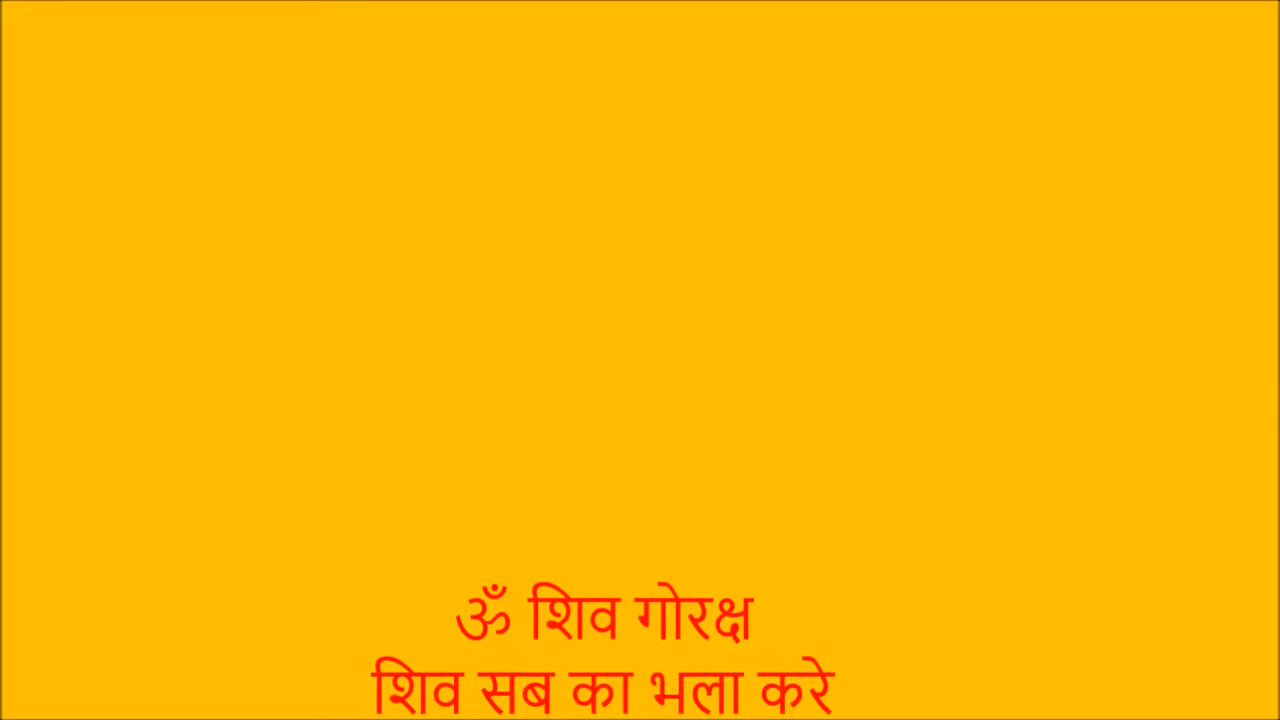 ॐ शिव गोरक्ष
शिव सब का भला करे